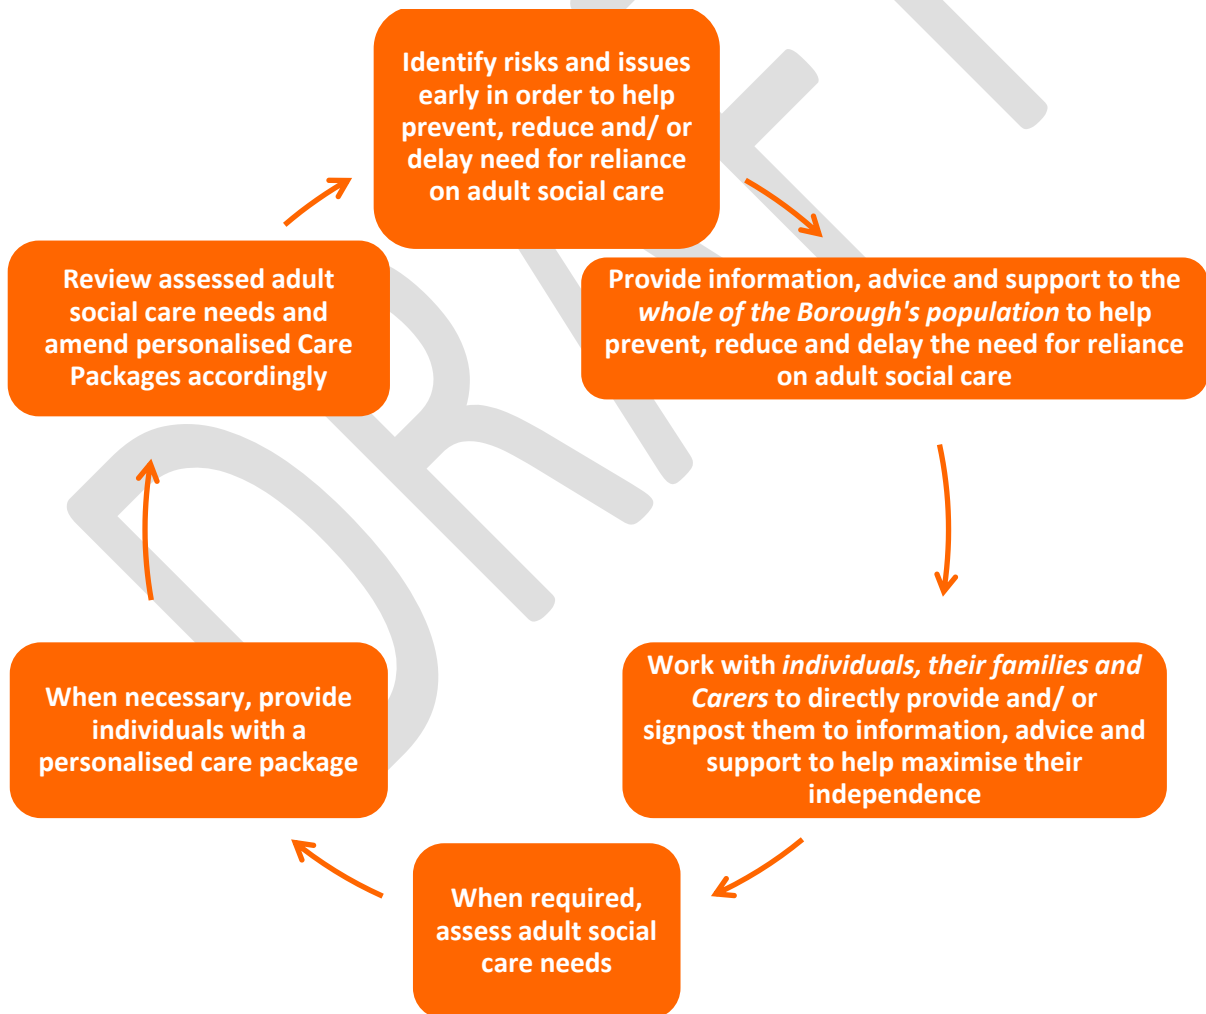 Identify risks and issues
early in order to help
prevent, reduce and/ or
delay need for reliance
on adult social care
Provide information, advice and support to the
whole of the Borough's population to help
prevent, reduce and delay the need for reliance
on adult social care
Work with individuals, their families and
Carers to directly provide and/ or
signpost them to information, advice and
support to help maximise their
independence
When required,
assess adult social
care needs
When necessary, provide
individuals with a
personalised care package
Review assessed adult
social care needs and
amend personalised Care
Packages accordingly
DRAFT